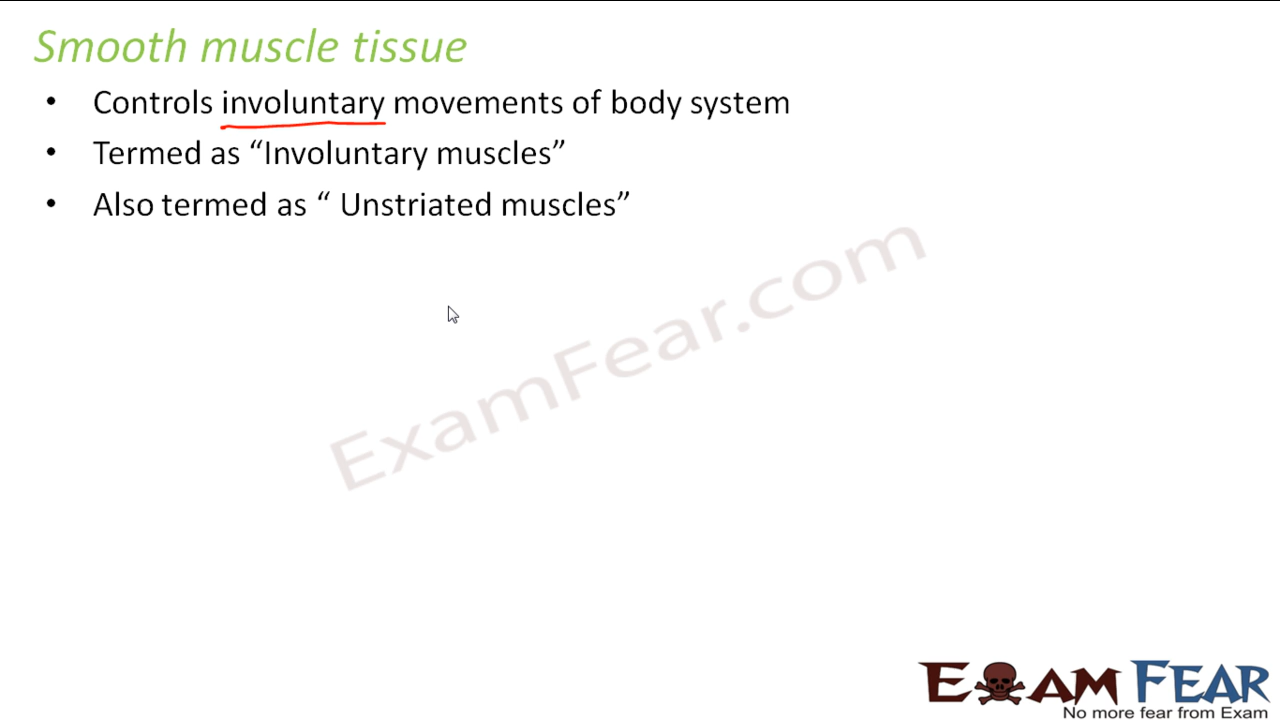 Smooth muscle tissue
• Controls involuntary movements of body system
• Termed as “Involuntary muscles”
• Also termed as “ Unstriated muscles”
ExamFear.com
EXAM FEAR
No more fear from Exam